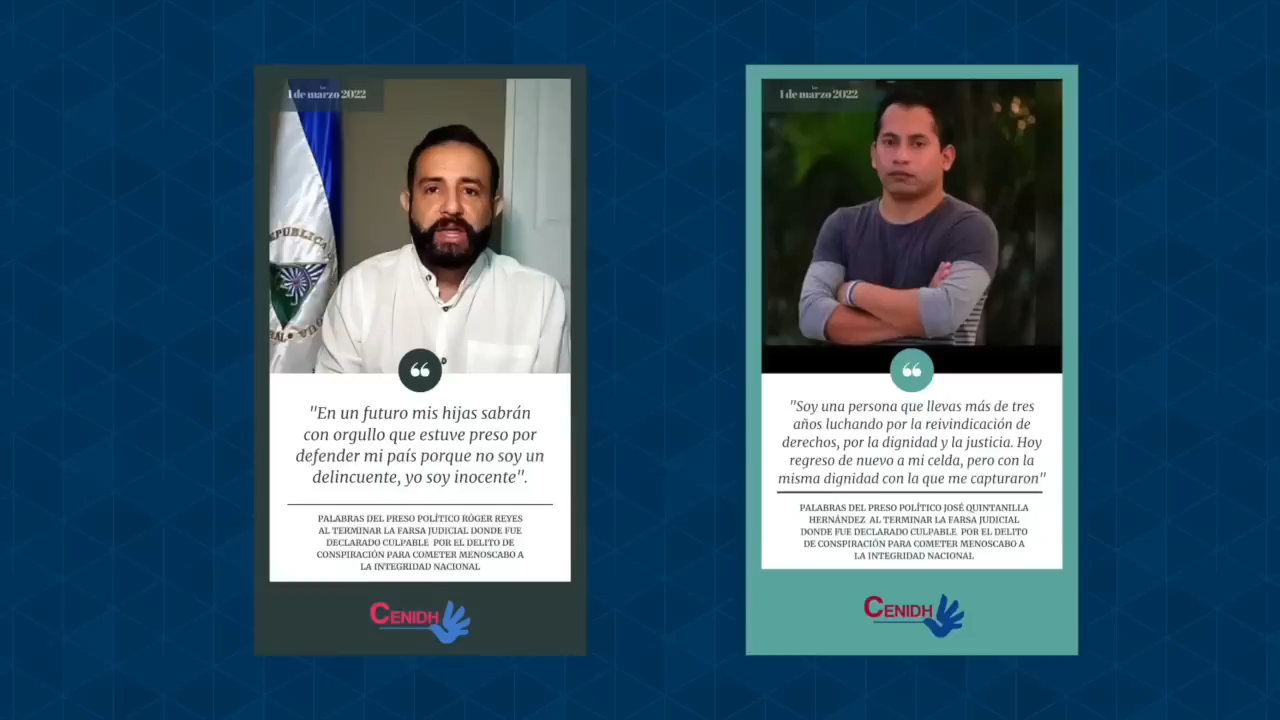 1 de marzo 2022
REPUBLICA
"En un futuro mis hijas sabrán
con orgullo que estuve preso por
defender mi país porque no soy un
delincuente, yo soy inocente".
PALABRAS DEL PRESO POLÍTICO RÓGER REYES
AL TERMINAR LA FARSA JUDICIAL DONDE FUE
DECLARADO CULPABLE POR EL DELITO DE
CONSPIRACIÓN PARA COMETER MENOSCABO A
LA INTEGRIDAD NACIONAL
CENIDH
1 de marzo 2022
"Soy una persona que llevas más de tres
años luchando por la reivindicación de
derechos, por la dignidad y la justicia. Hoy
regreso de nuevo a mi celda, pero con la
misma dignidad con la que me capturaron"
PALABRAS DEL PRESO POLÍTICO JOSÉ QUINTANILLA
HERNÁNDEZ AL TERMINAR LA FARSA JUDICIAL
DONDE FUE DECLARADO CULPABLE POR EL DELITO
DE CONSPIRACIÓN PARA COMETER MENOSCABO A
LA INTEGRIDAD NACIONAL
CENIDH